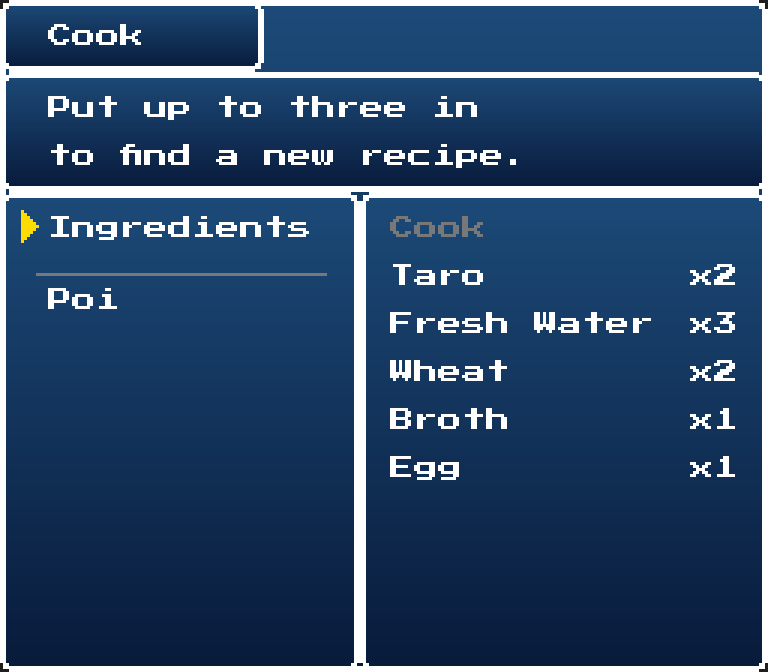 Cook
Put up to three in
to find a new recipe.
Ingredients
Poi
Cook
Taro x2
Fresh Water x3
Wheat x2
Broth x1
Egg x1